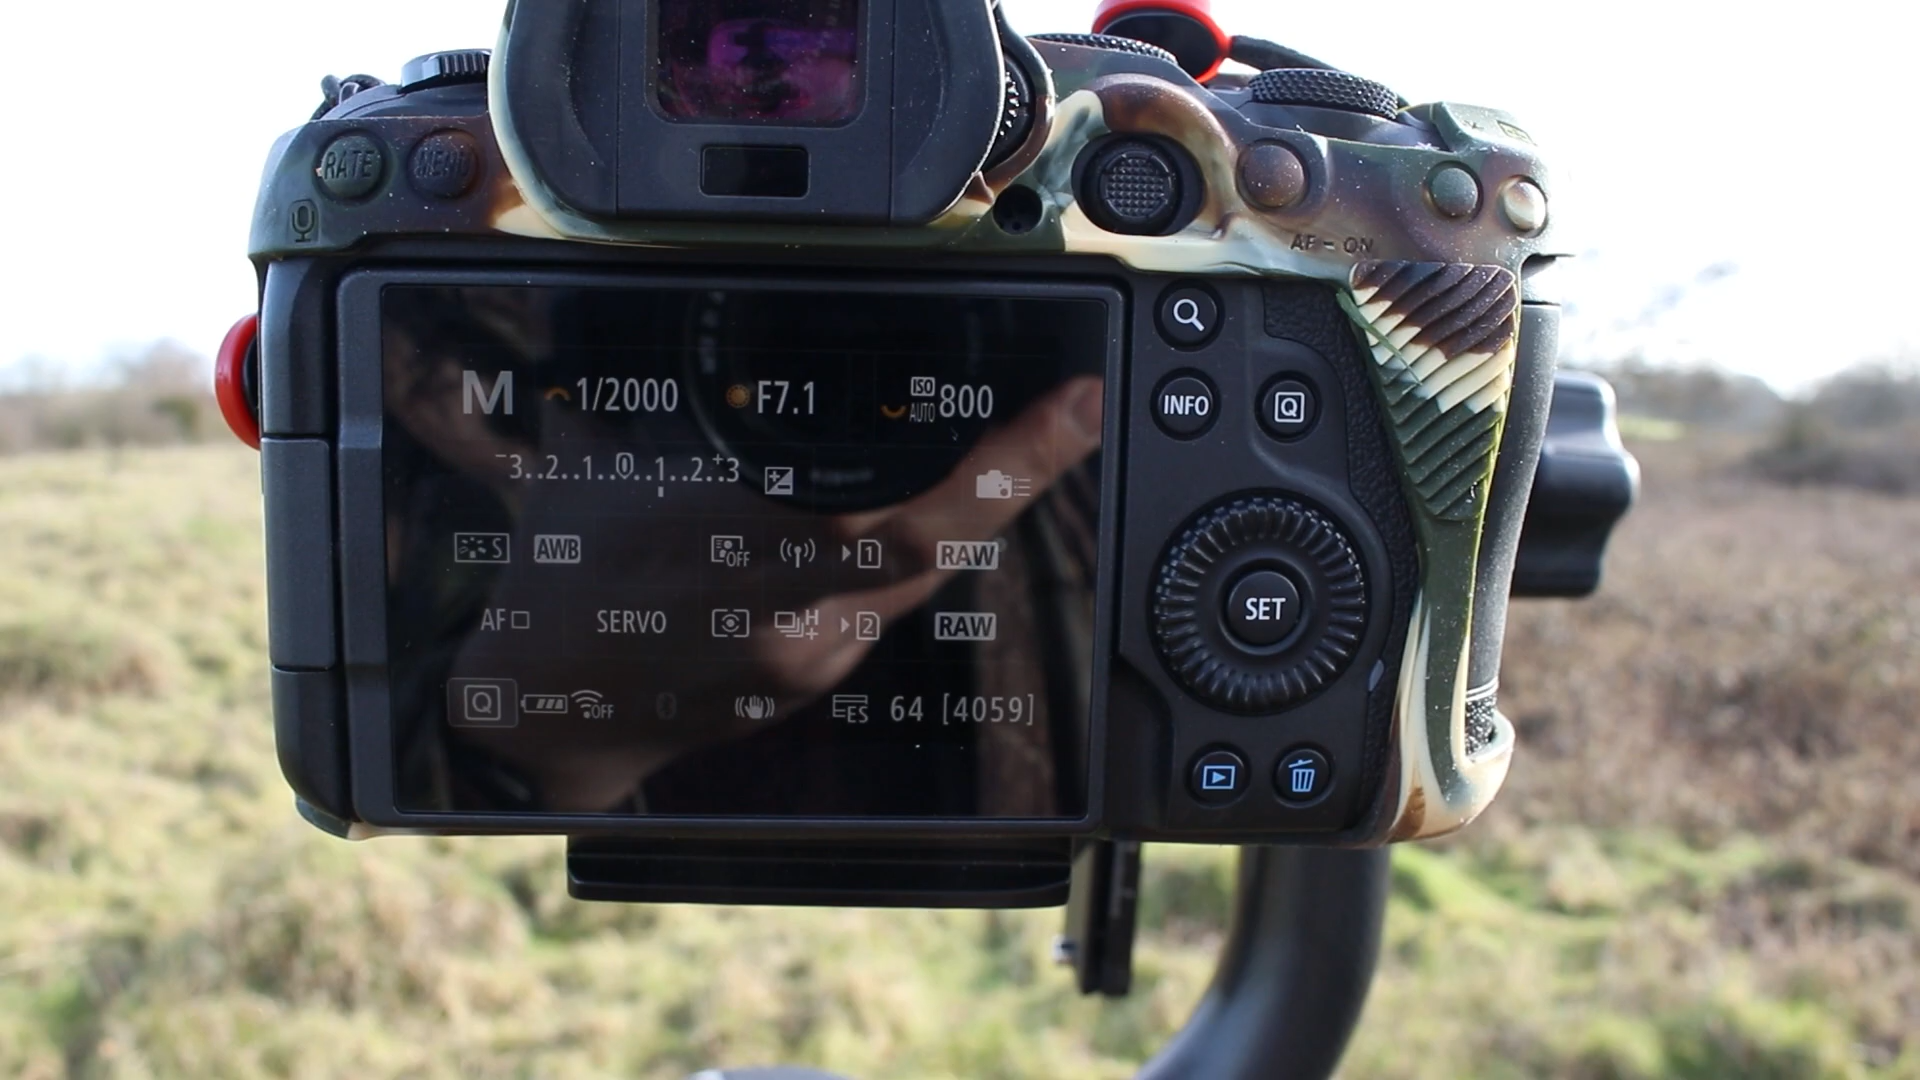 RATE MENU
AF-ON
M 1/2000 F7.1 ISO AUTO 800
-3..2..1..0..1..2..+3
S AWB OFF 1 RAW
AF SERVO H+ 2 RAW
Q OFF ES 64 [4059]
INFO Q
SET